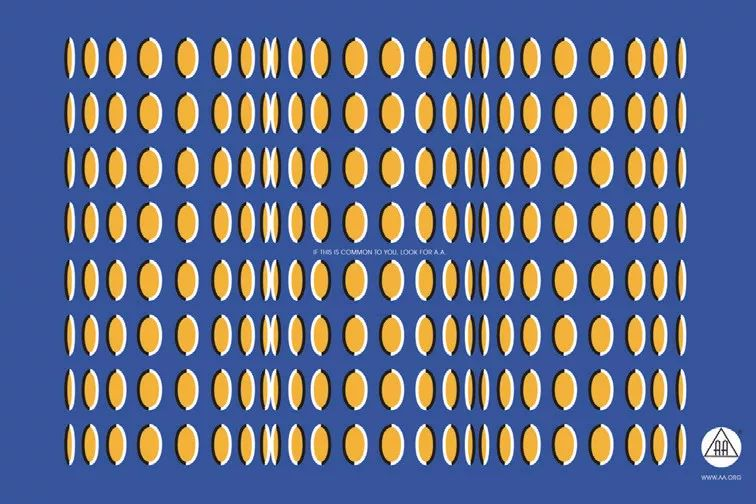 IF THIS IS COMMON TO YOU, LOOK FOR A.A.
AA
WWW.AA.ORG